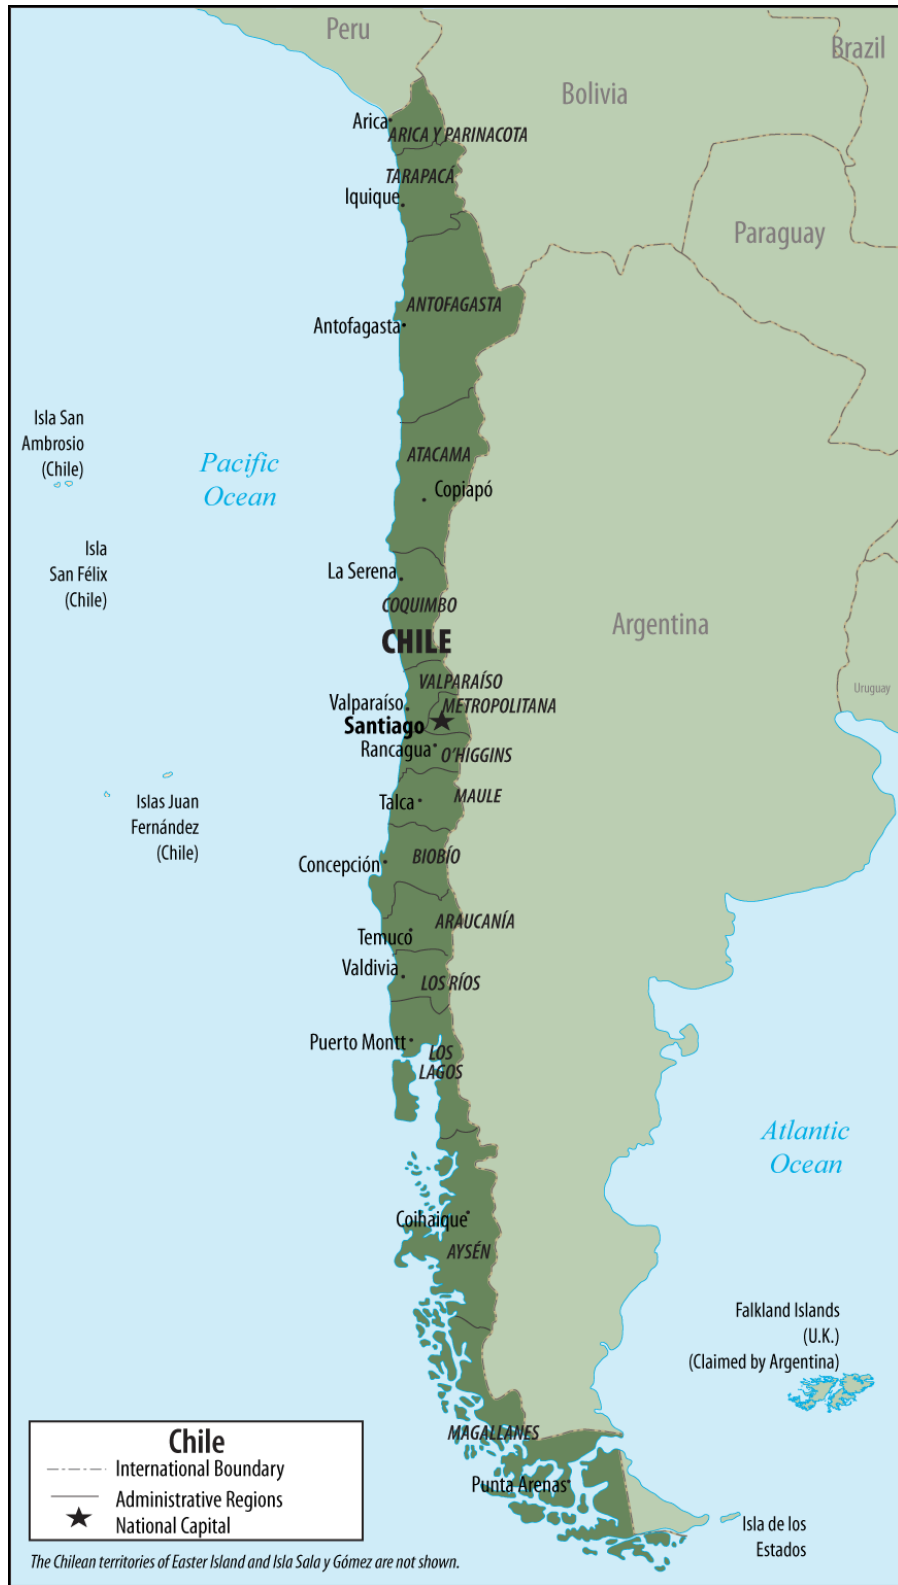 Peru
Brazil
Bolivia
Arica
ARICA Y PARINACOTA
TARAPACÁ
Iquique
Paraguay
ANTOFAGASTA
Antofagasta
Isla San
Ambrosio
(Chile)
Pacific
Ocean
ATACAMA
Copiapó
Isla
San Félix
(Chile)
La Serena
COQUIMBO
CHILE
Argentina
VALPARAÍSO
Uruguay
Valparaíso
METROPOLITANA
Santiago
Rancagua
O'HIGGINS
Islas Juan
Fernández
(Chile)
Talca
MAULE
BIOBÍO
Concepción
ARAUCANÍA
Temuco
Valdivia
LOS RÍOS
Puerto Montt
LOS
LAGOS
Atlantic
Ocean
Coihaique
AYSÉN
Falkland Islands
(U.K.)
(Claimed by Argentina)
MAGALLANES
Punta Arenas
Isla de los
Estados
Chile
International Boundary
Administrative Regions
National Capital
The Chilean territories of Easter Island and Isla Sala y Gómez are not shown.